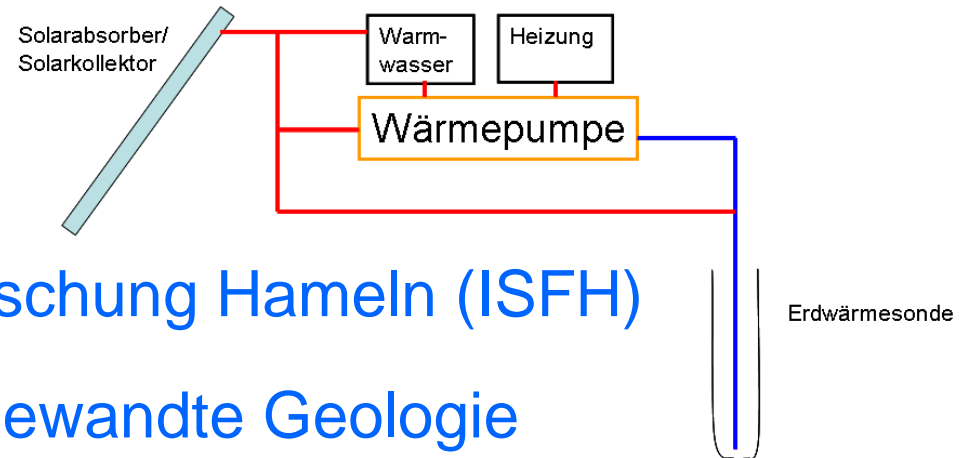 Solarabsorber/
Solarkollektor
Warm-
wasser
Heizung
Wärmepumpe
schung Hameln (ISFH)
Erdwärmesonde
ewandte Geologie